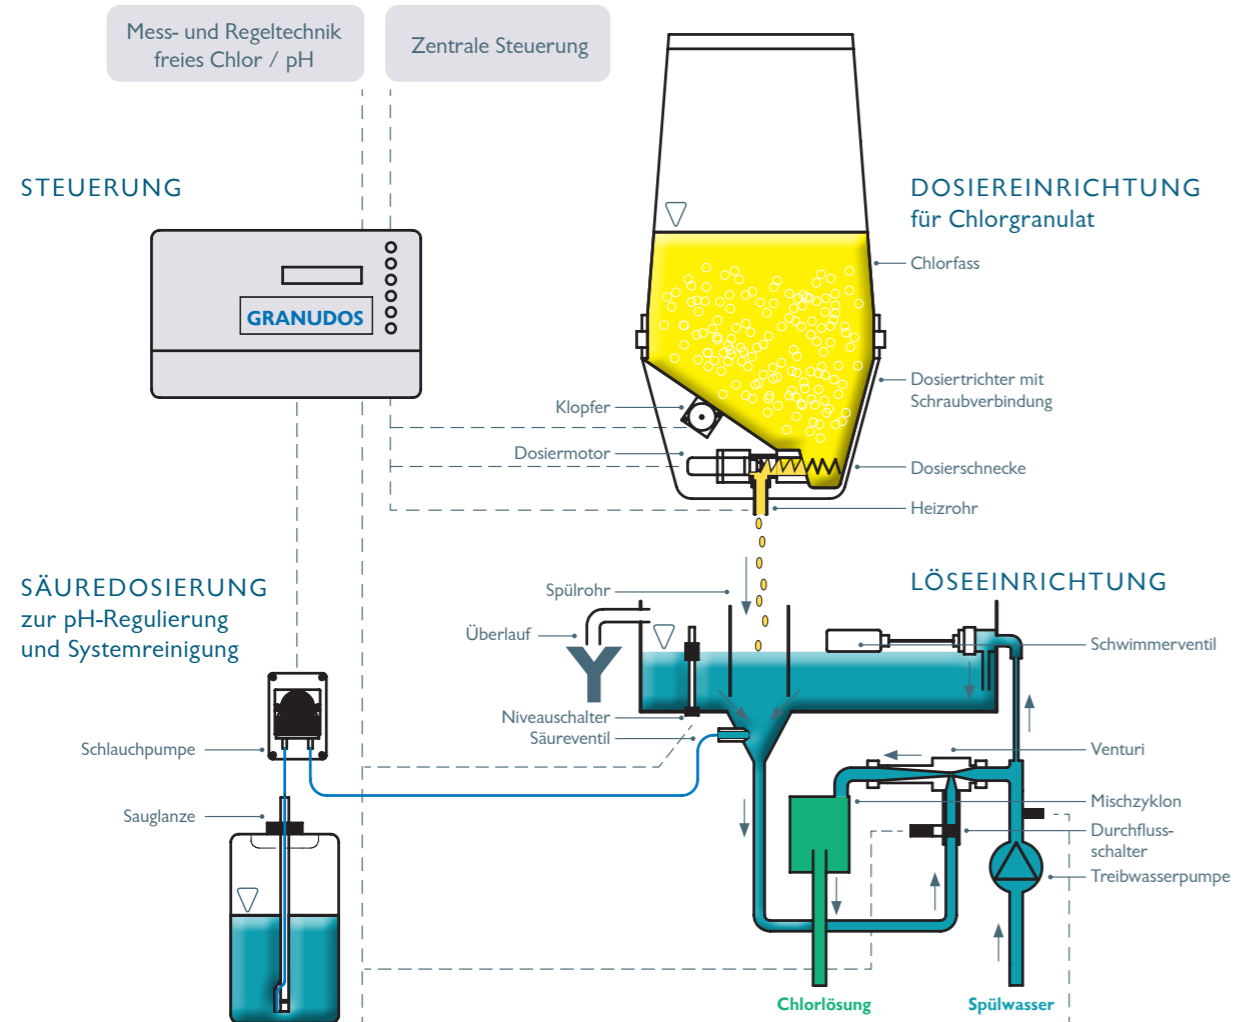 Mess- und Regeltechnik
freies Chlor / pH
Zentrale Steuerung
STEUERUNG
GRANUDOS
DOSIEREINRICHTUNG
für Chlorgranulat
Chlorfass
Dosiertrichter mit
Schraubverbindung
Klopfer
Dosiermotor
Dosierschnecke
Heizrohr
SÄUREDOSIERUNG
zur pH-Regulierung
und Systemreinigung
LÖSEEINRICHTUNG
Spülrohr
Überlauf
Schwimmerventil
Niveauschalter
Säureventil
Schlauchpumpe
Venturi
Sauglanze
Mischzyklon
Durchfluss-
schalter
Treibwasserpumpe
Chlorlösung
Spülwasser